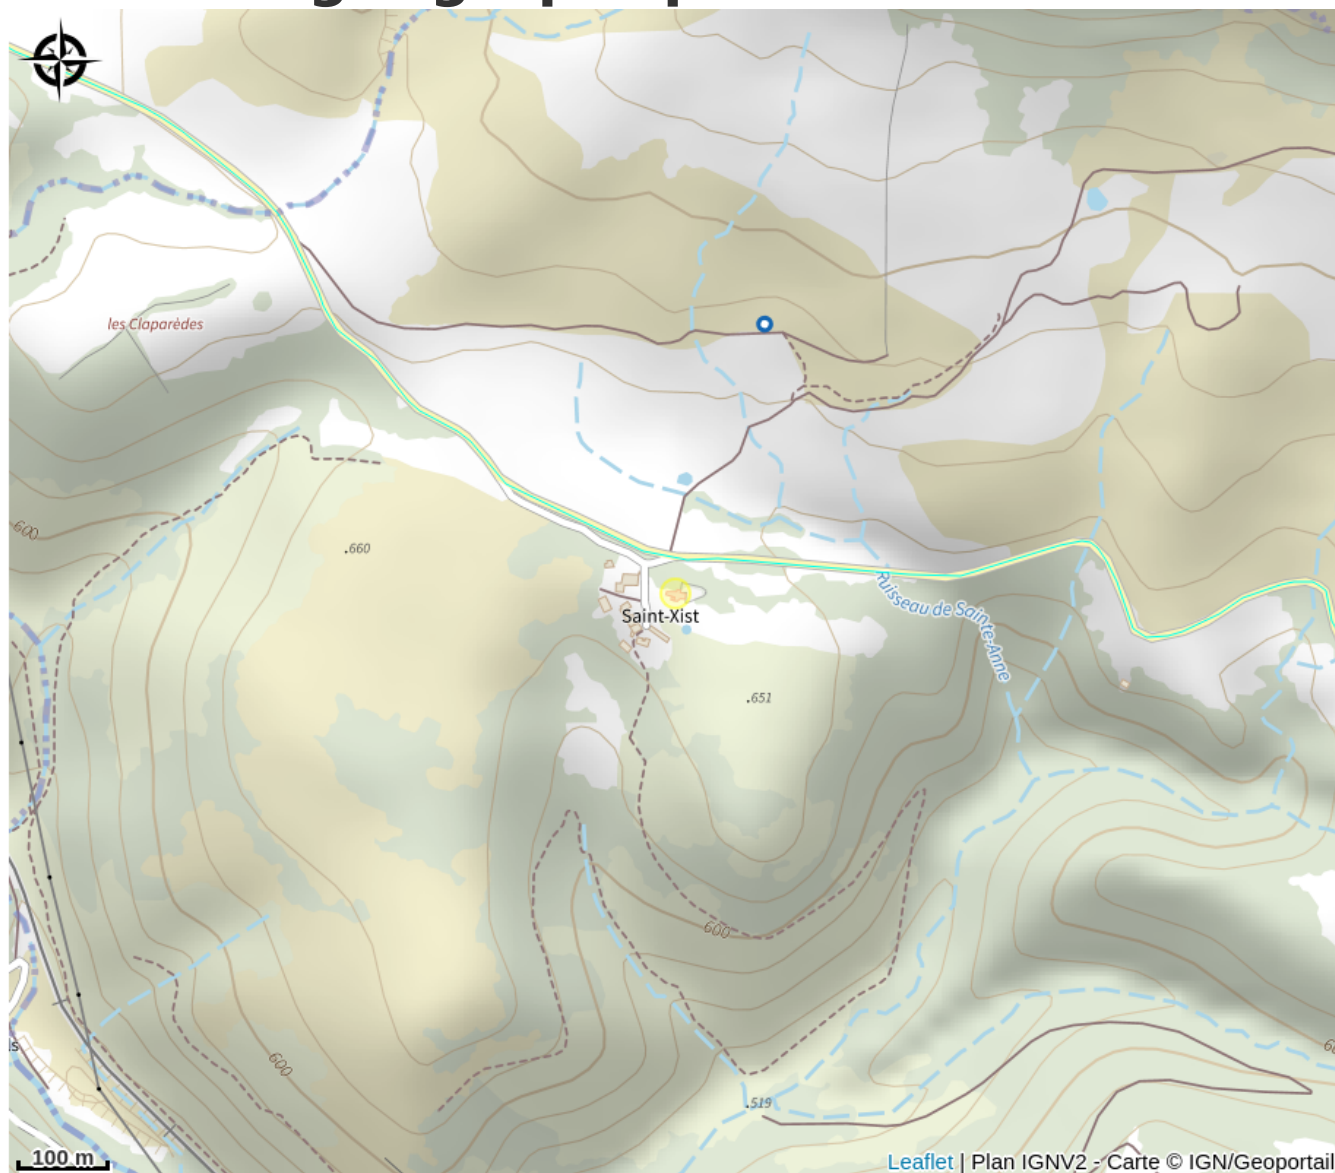 les Claparèdes
600
.660
Ruisseau de Sainte-Anne
Saint-Xist
.651
600
600
.519
100 m
Leaflet | Plan IGNV2 - Carte © IGN/Geoportail